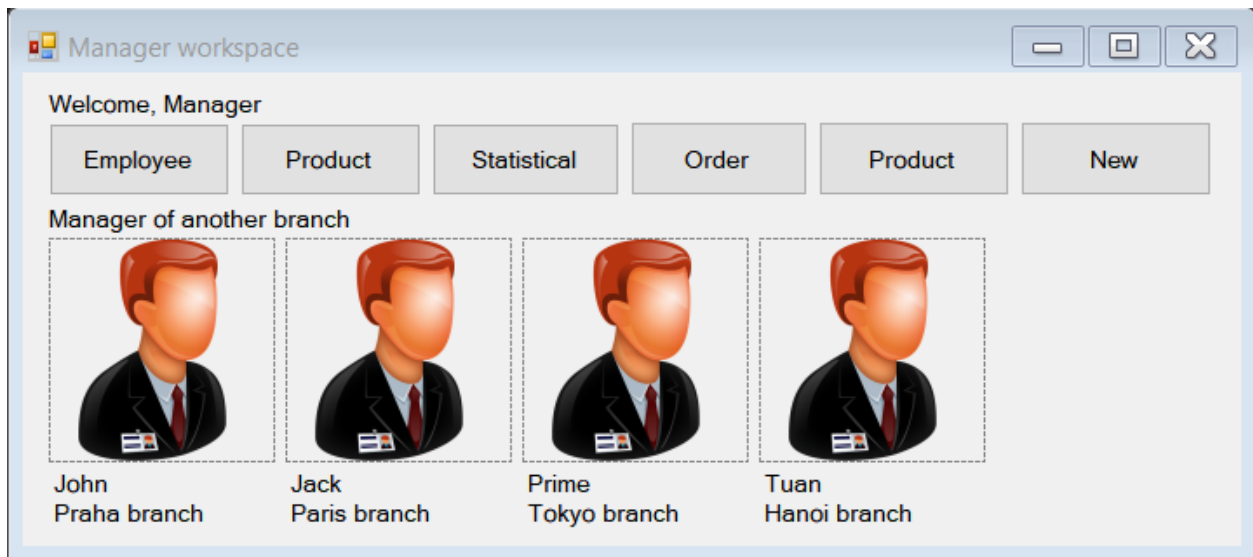 Manager workspace
Welcome, Manager
Employee Product Statistical Order Product New
Manager of another branch
John Jack Prime Tuan
Praha branch Paris branch Tokyo branch Hanoi branch